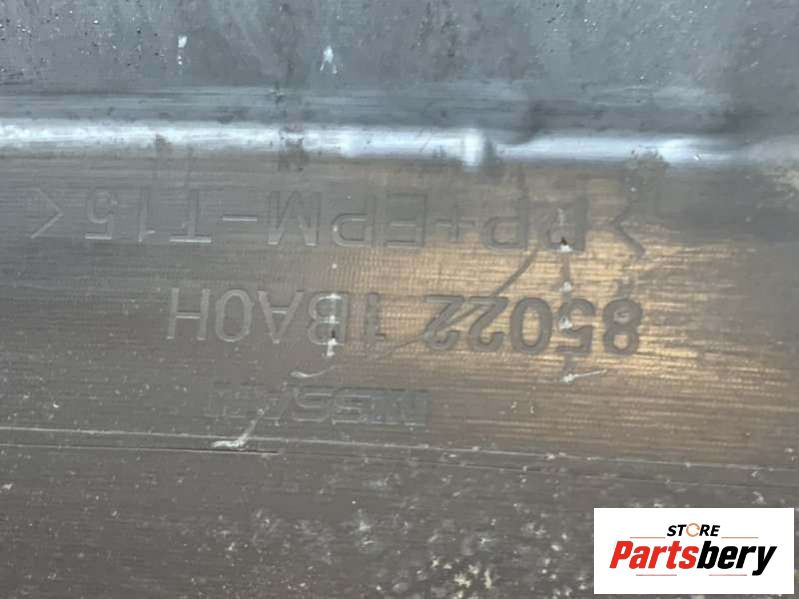 NISSAN
85022 1BA0H
>PP+EPM-T15<
STORE
Partsbery